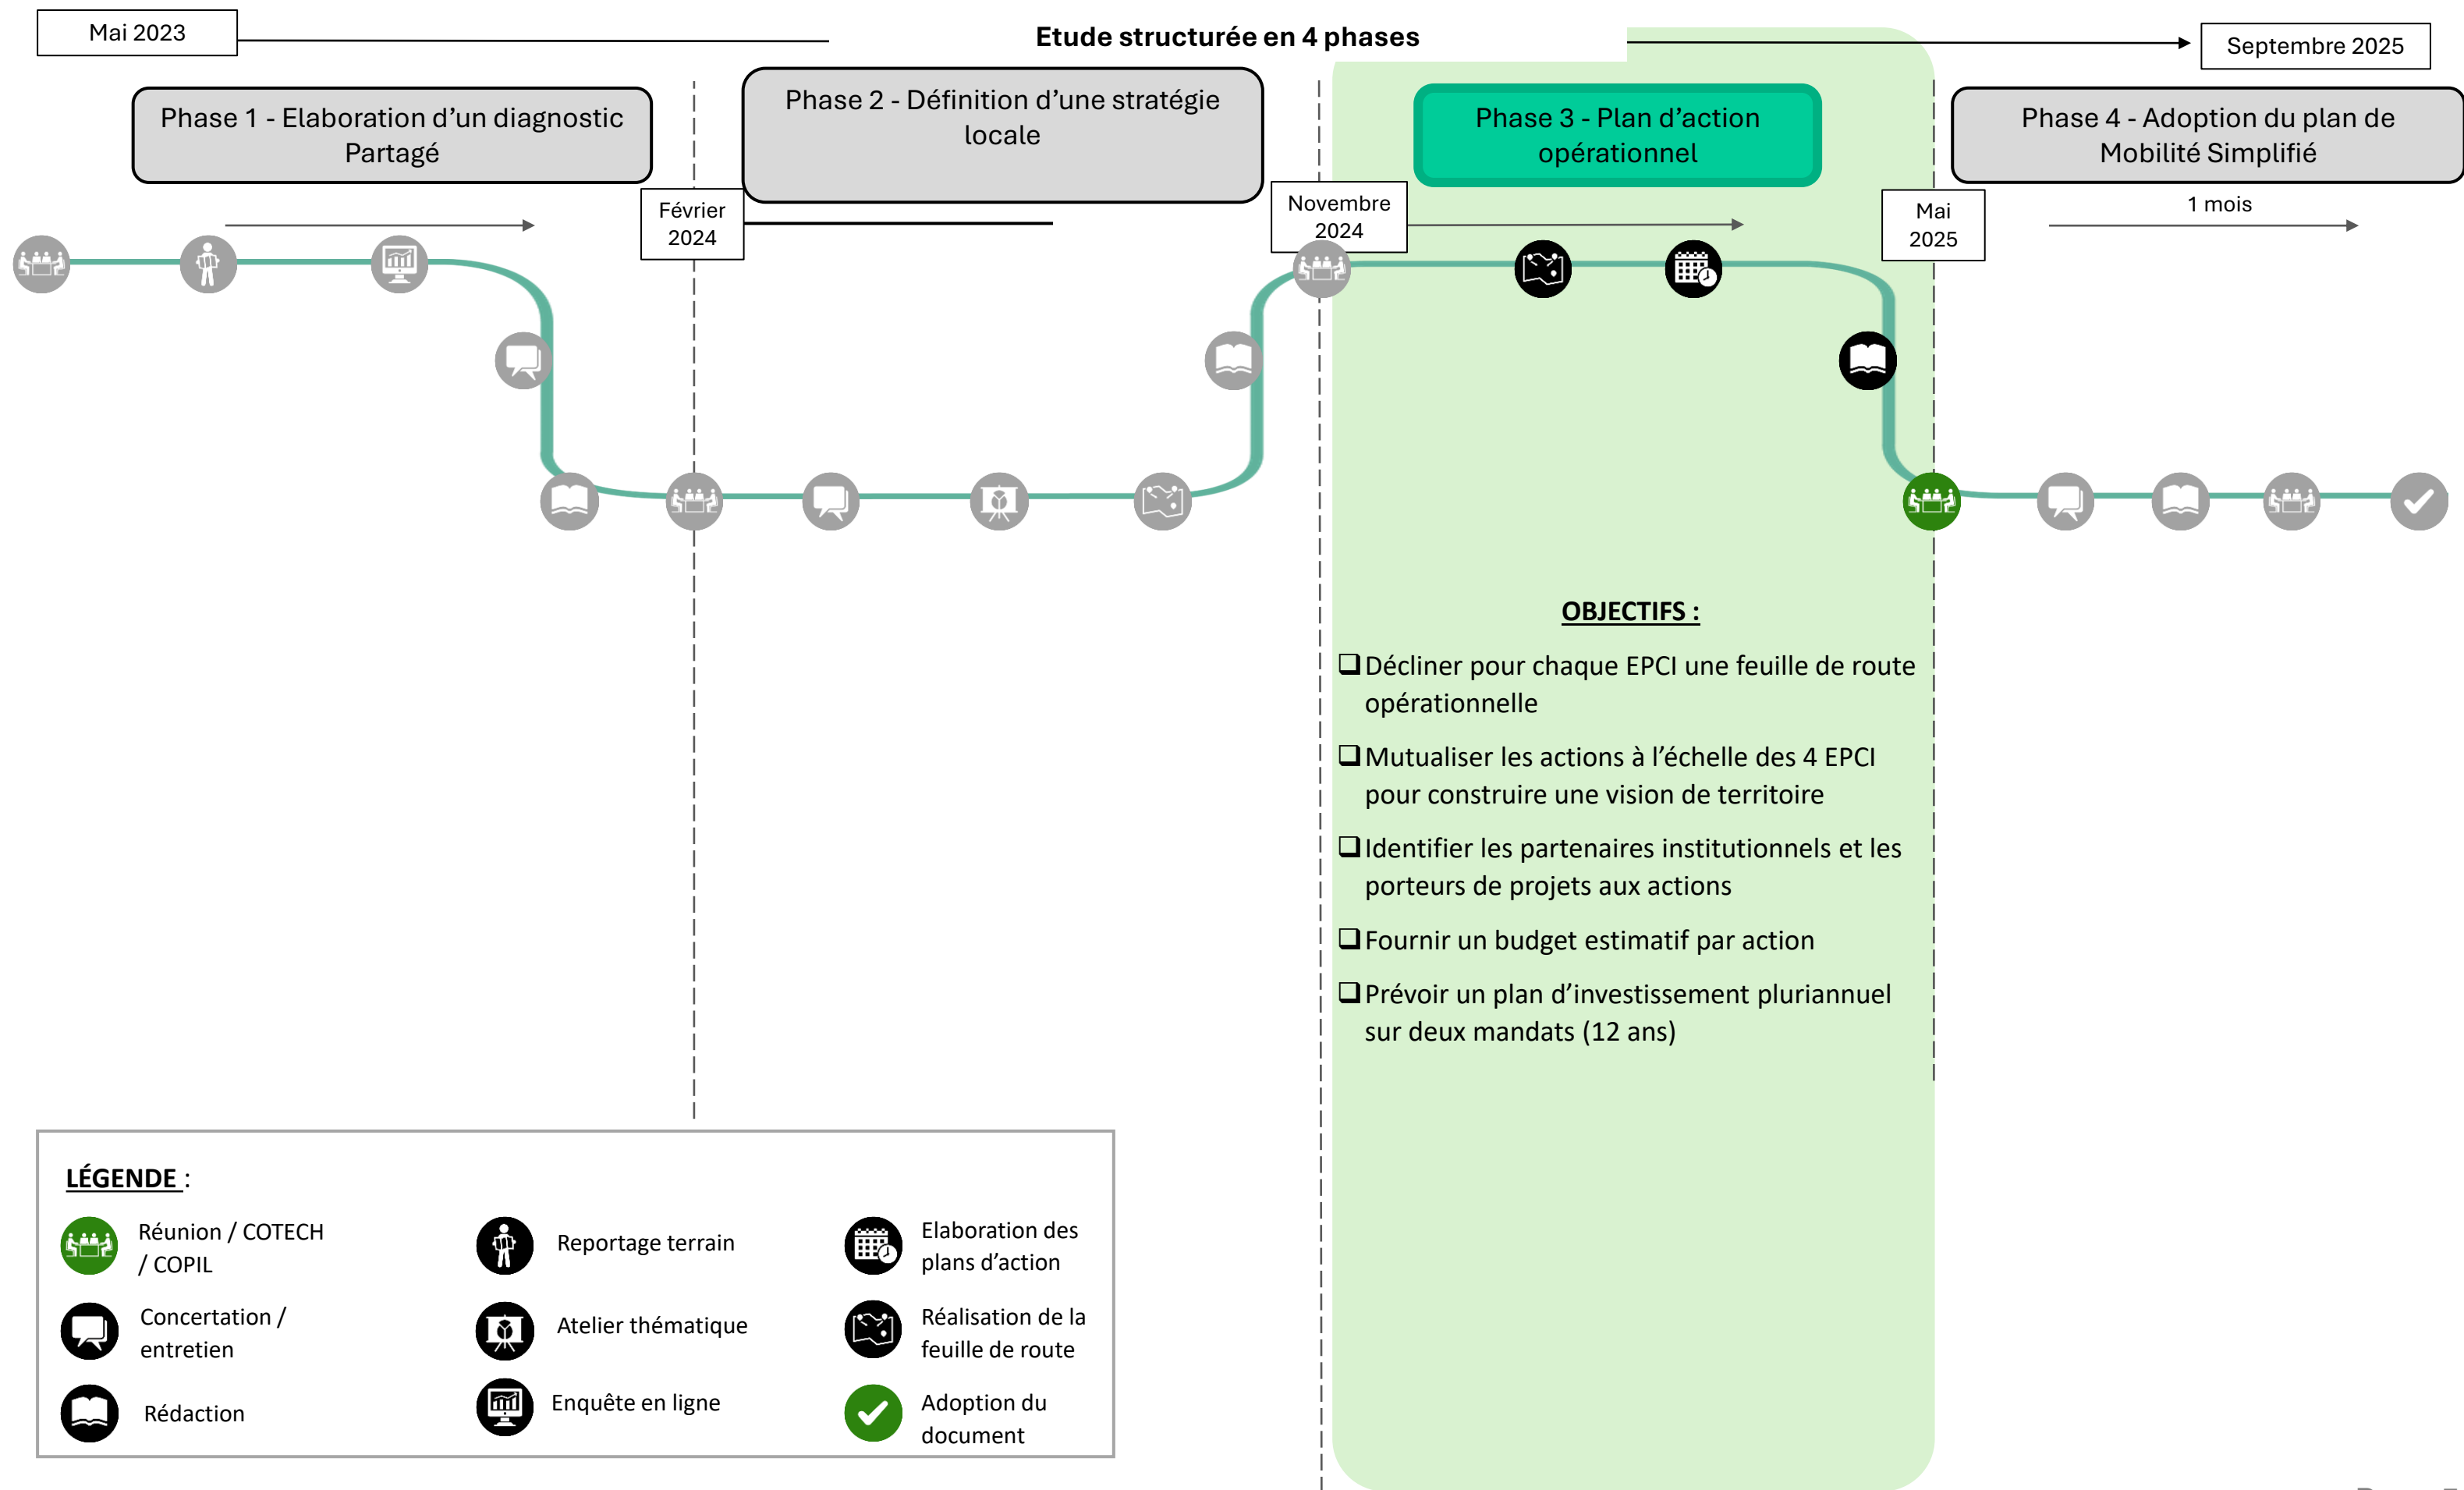 Mai 2023
Etude structurée en 4 phases
Septembre 2025
Phase 1 - Elaboration d’un diagnostic
Partagé
Phase 2 - Définition d’une stratégie
locale
Phase 3 - Plan d’action
opérationnel
Phase 4 - Adoption du plan de
Mobilité Simplifié
Février
2024
Novembre
2024
Mai
2025
1 mois
OBJECTIFS :
❑Décliner pour chaque EPCI une feuille de route
opérationnelle
❑Mutualiser les actions à l’échelle des 4 EPCI
pour construire une vision de territoire
❑Identifier les partenaires institutionnels et les
porteurs de projets aux actions
❑Fournir un budget estimatif par action
❑Prévoir un plan d’investissement pluriannuel
sur deux mandats (12 ans)
LÉGENDE :
Réunion / COTECH
/ COPIL
Concertation /
entretien
Rédaction
Reportage terrain
Atelier thématique
Enquête en ligne
Elaboration des
plans d’action
Réalisation de la
feuille de route
Adoption du
document